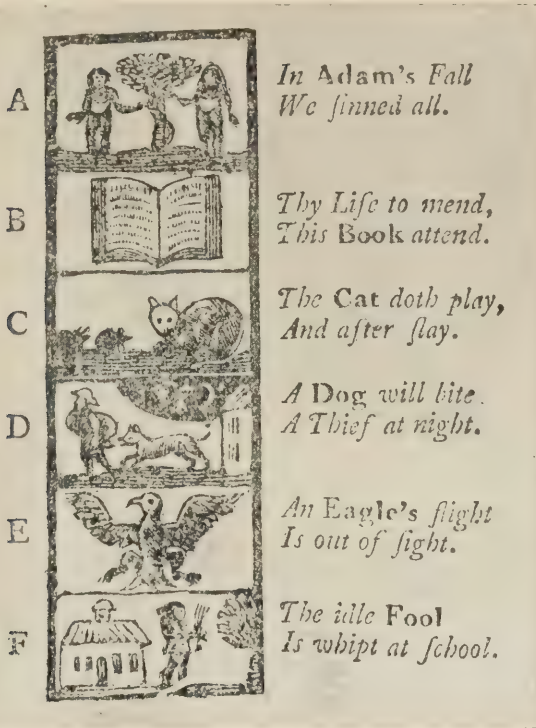 A
In Adam's Fall
We ſinned all.
B
Thy Life to mend,
This Book attend.
C
The Cat doth play,
And after ſlay.
D
A Dog will bite
A Thief at night.
E
An Eagle's flight
Is out of ſight.
F
The idle Fool
Is whipt at ſchool.